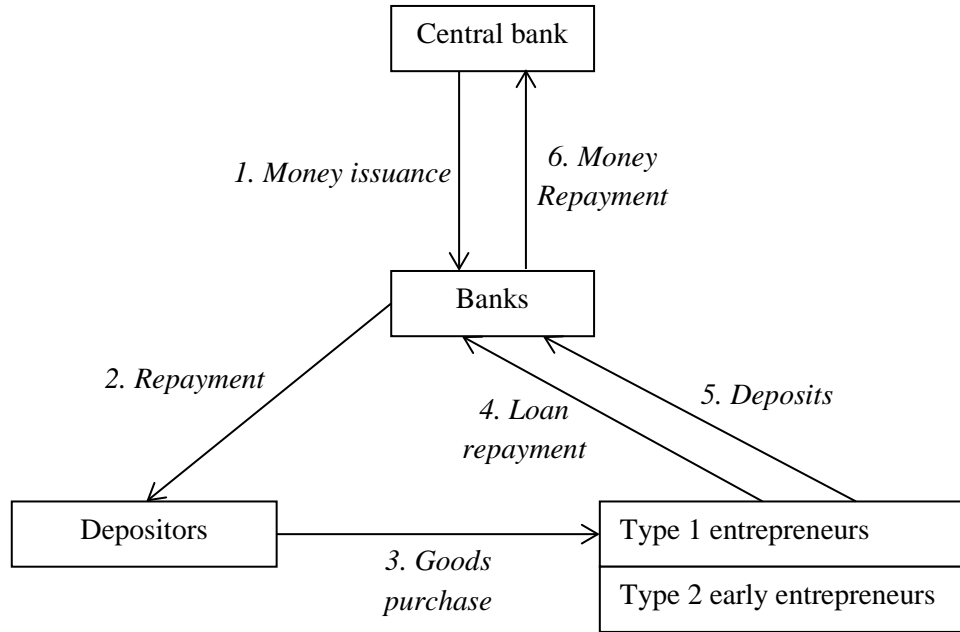 Central bank
1. Money issuance
6. Money
Repayment
Banks
2. Repayment
4. Loan
repayment
5. Deposits
Depositors
3. Goods
purchase
Type 1 entrepreneurs
Type 2 early entrepreneurs